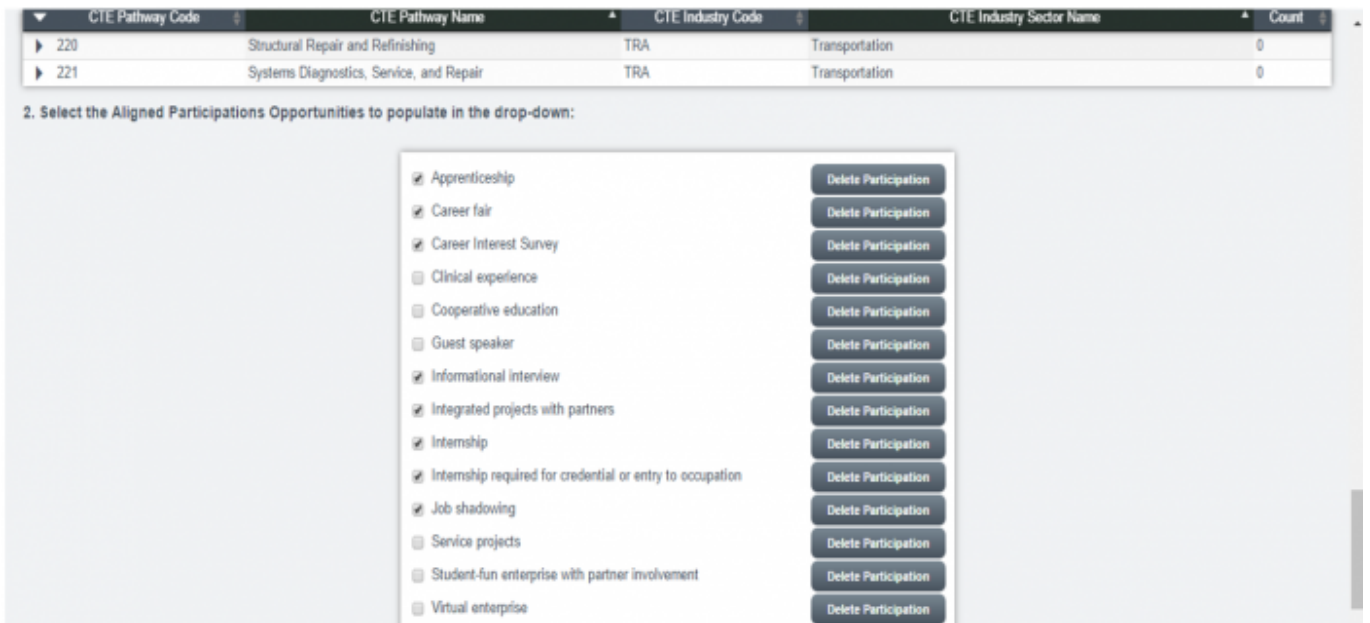 CTE Pathway Code CTE Pathway Name CTE Industry Code CTE Industry Sector Name Count
220 Structural Repair and Refinishing TRA Transportation 0
221 Systems Diagnostics, Service, and Repair TRA Transportation 0
2. Select the Aligned Participations Opportunities to populate in the drop-down:
Apprenticeship Delete Participation
Career fair Delete Participation
Career Interest Survey Delete Participation
Clinical experience Delete Participation
Cooperative education Delete Participation
Guest speaker Delete Participation
Informational interview Delete Participation
Integrated projects with partners Delete Participation
Internship Delete Participation
Internship required for credential or entry to occupation Delete Participation
Job shadowing Delete Participation
Service projects Delete Participation
Student-fun enterprise with partner involvement Delete Participation
Virtual enterprise Delete Participation